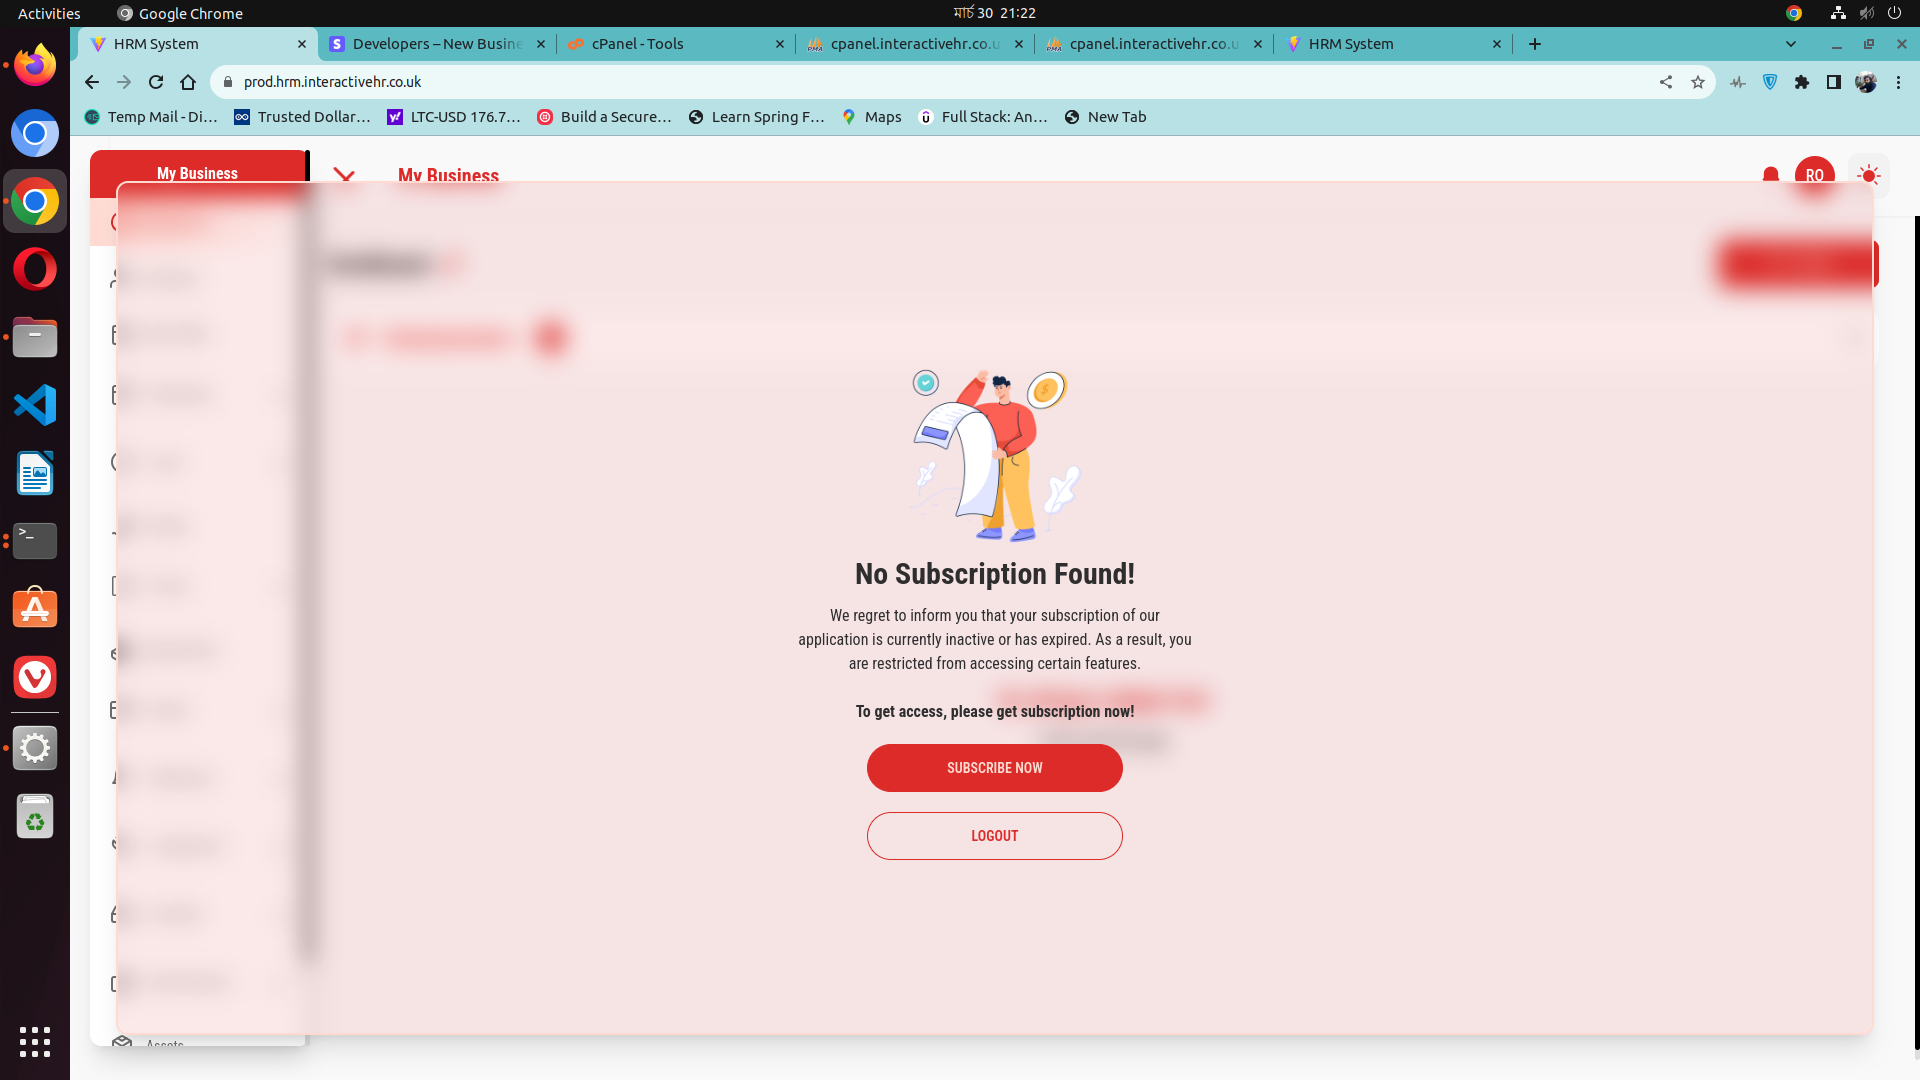 Activities
Google Chrome
মার্চ 30 21:22
HRM System
Developers – New Busine
cPanel - Tools
cpanel.interactivehr.co.u
cpanel.interactivehr.co.u
HRM System
prod.hrm.interactivehr.co.uk
Temp Mail - Di...
Trusted Dollar...
LTC-USD 176.7...
Build a Secure...
Learn Spring F...
Maps
Full Stack: An...
New Tab
My Business
My Business
RO
No Subscription Found!
We regret to inform you that your subscription of our
application is currently inactive or has expired. As a result, you
are restricted from accessing certain features.
To get access, please get subscription now!
SUBSCRIBE NOW
LOGOUT
Assets